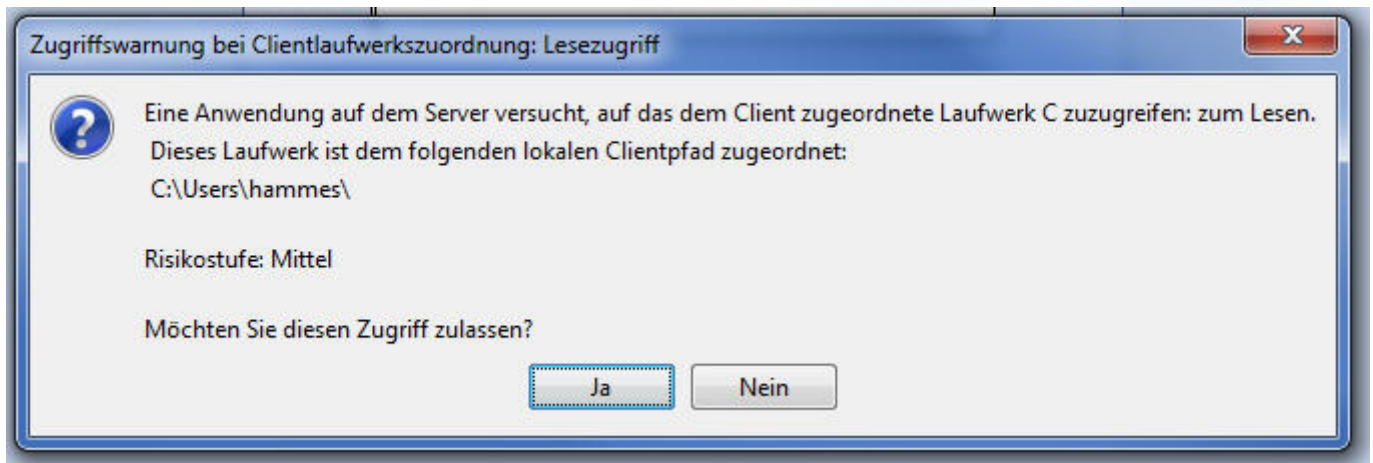 Zugriffswarnung bei Clientlaufwerkszuordnung: Lesezugriff
Eine Anwendung auf dem Server versucht, auf das dem Client zugeordnete Laufwerk C zuzugreifen: zum Lesen.
Dieses Laufwerk ist dem folgenden lokalen Clientpfad zugeordnet:
C:\Users\hammes\
Risikostufe: Mittel
Möchten Sie diesen Zugriff zulassen?
Ja Nein